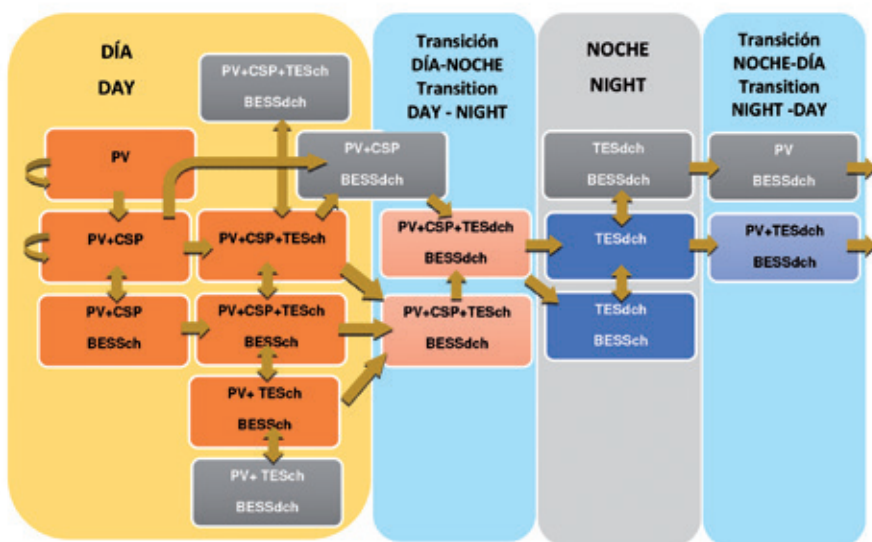 DÍA
DAY
PV+CSP+TESch
BESSdch
PV
PV+CSP
PV+CSP+TESch
PV+CSP
BESSch
PV+CSP+TESch
BESSch
PV+ TESch
BESSch
PV+ TESch
BESSdch
Transición
DÍA-NOCHE
Transition
DAY - NIGHT
PV+CSP
BESSdch
PV+CSP+TESdch
BESSdch
PV+CSP+TESch
BESSdch
NOCHE
NIGHT
TESdch
BESSdch
TESdch
TESdch
BESSch
Transición
NOCHE-DÍA
Transition
NIGHT -DAY
PV
BESSdch
PV+TESdch
BESSdch